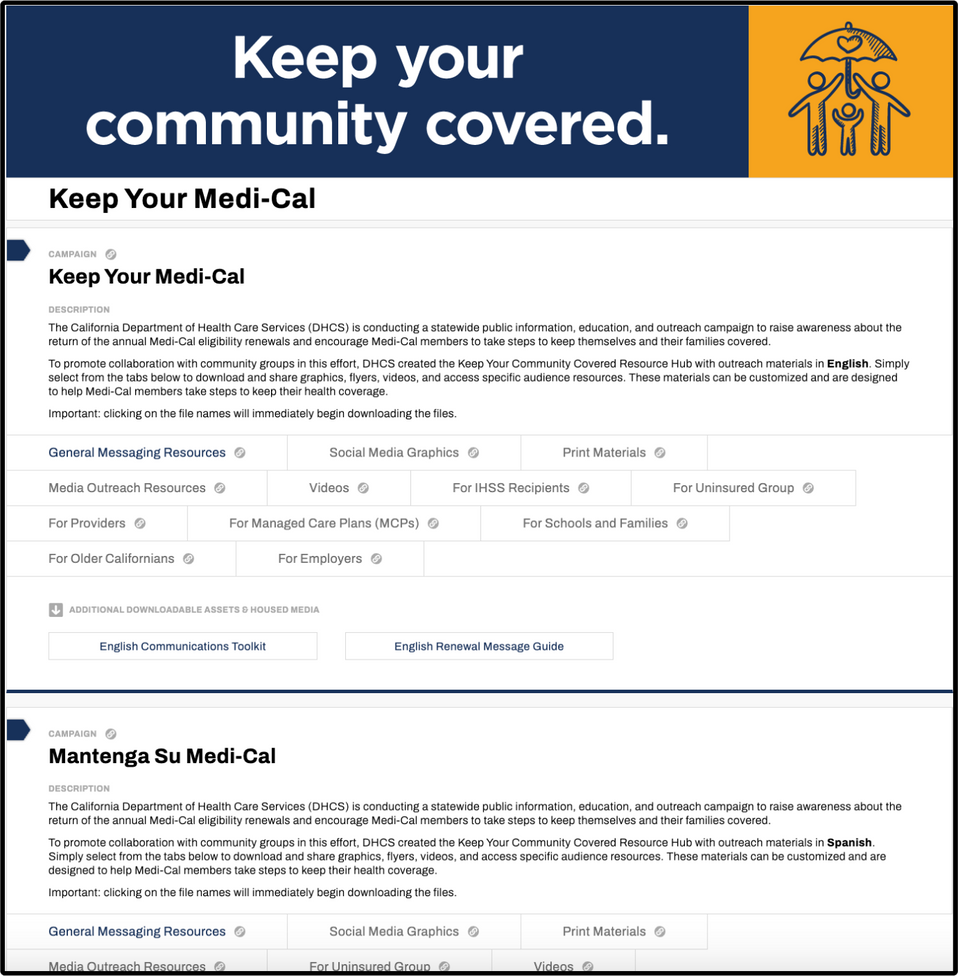 Keep your
community covered.
Keep Your Medi-Cal
CAMPAIGN
Keep Your Medi-Cal
DESCRIPTION
The California Department of Health Care Services (DHCS) is conducting a statewide public information, education, and outreach campaign to raise awareness about the
return of the annual Medi-Cal eligibility renewals and encourage Medi-Cal members to take steps to keep themselves and their families covered.
To promote collaboration with community groups in this effort, DHCS created the Keep Your Community Covered Resource Hub with outreach materials in English. Simply
select from the tabs below to download and share graphics, flyers, videos, and access specific audience resources. These materials can be customized and are designed
to help Medi-Cal members take steps to keep their health coverage.
Important: clicking on the file names will immediately begin downloading the files.
General Messaging Resources Social Media Graphics Print Materials
Media Outreach Resources Videos For IHSS Recipients For Uninsured Group
For Providers For Managed Care Plans (MCPs) For Schools and Families
For Older Californians For Employers
ADDITIONAL DOWNLOADABLE ASSETS & HOUSED MEDIA
English Communications Toolkit English Renewal Message Guide
CAMPAIGN
Mantenga Su Medi-Cal
DESCRIPTION
The California Department of Health Care Services (DHCS) is conducting a statewide public information, education, and outreach campaign to raise awareness about the
return of the annual Medi-Cal eligibility renewals and encourage Medi-Cal members to take steps to keep themselves and their families covered.
To promote collaboration with community groups in this effort, DHCS created the Keep Your Community Covered Resource Hub with outreach materials in Spanish.
Simply select from the tabs below to download and share graphics, flyers, videos, and access specific audience resources. These materials can be customized and are
designed to help Medi-Cal members take steps to keep their health coverage.
Important: clicking on the file names will immediately begin downloading the files.
General Messaging Resources Social Media Graphics Print Materials
Media Outreach Resources For Uninsured Group Videos